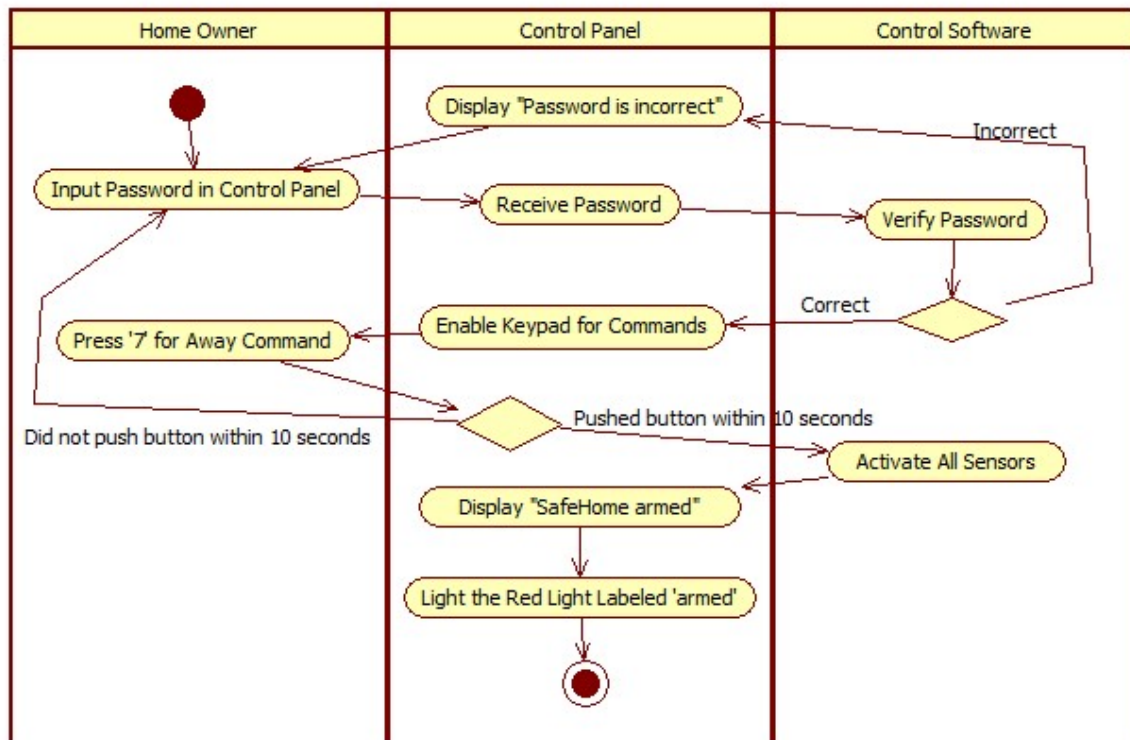 Home Owner
Control Panel
Control Software
Display "Password is incorrect"
Incorrect
Input Password in Control Panel
Receive Password
Verify Password
Correct
Enable Keypad for Commands
Press '7' for Away Command
Pushed button within 10 seconds
Did not push button within 10 seconds
Activate All Sensors
Display "SafeHome armed"
Light the Red Light Labeled 'armed'